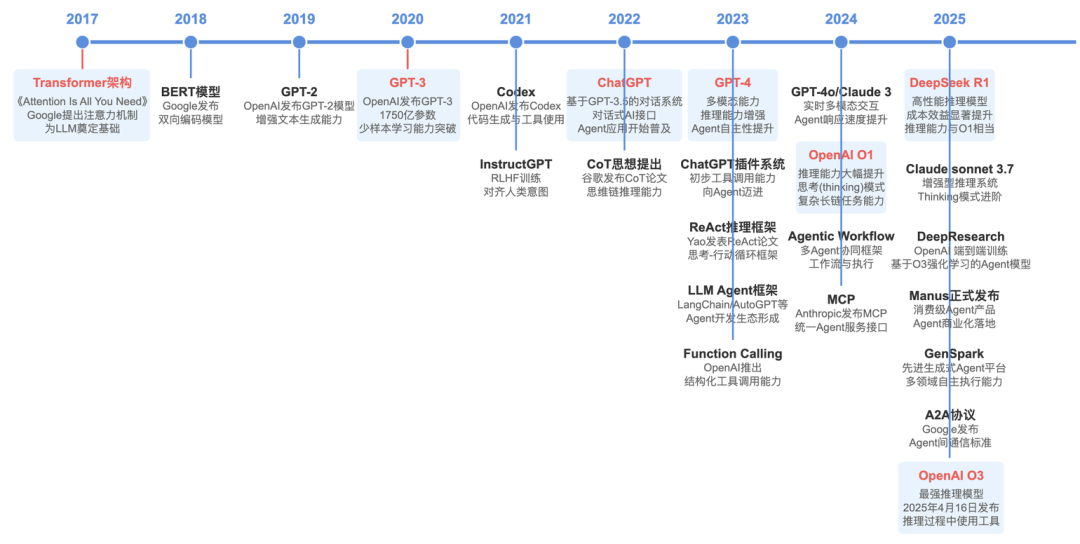 2017
2018
2019
2020
2021
2022
2023
2024
2025
Transformer架构
《Attention Is All You Need》
Google提出注意力机制
为LLM奠定基础
BERT模型
Google发布
双向编码模型
GPT-2
OpenAI发布GPT-2模型
增强文本生成能力
GPT-3
OpenAI发布GPT-3
1750亿参数
少样本学习能力突破
Codex
OpenAI发布Codex
代码生成与工具使用
InstructGPT
RLHF训练
对齐人类意图
ChatGPT
基于GPT-3.5的对话系统
对话式AI接口
Agent应用开始普及
CoT思想提出
谷歌发布CoT论文
思维链推理能力
GPT-4
多模态能力
推理能力增强
Agent自主性提升
ChatGPT插件系统
初步工具调用能力
向Agent迈进
ReAct推理框架
Yao发表ReAct论文
思考-行动循环框架
LLM Agent框架
LangChain/AutoGPT等
Agent开发生态形成
Function Calling
OpenAI推出
结构化工具调用能力
GPT-4o/Claude 3
实时多模态交互
Agent响应速度提升
OpenAI O1
推理能力大幅提升
思考(thinking)模式
复杂长链任务能力
Agentic Workflow
多Agent协同框架
工作流与执行
MCP
Anthropic发布MCP
统一Agent服务接口
DeepSeek R1
高性能推理模型
成本效益显著提升
推理能力与O1相当
Claude sonnet 3.7
增强型推理系统
Thinking模式进阶
DeepResearch
OpenAI 端到端训练
基于O3强化学习的Agent模型
Manus正式发布
消费级Agent产品
Agent商业化落地
GenSpark
先进生成式Agent平台
多领域自主执行能力
A2A协议
Google发布
Agent间通信标准
OpenAI O3
最强推理模型
2025年4月16日发布
推理过程中使用工具